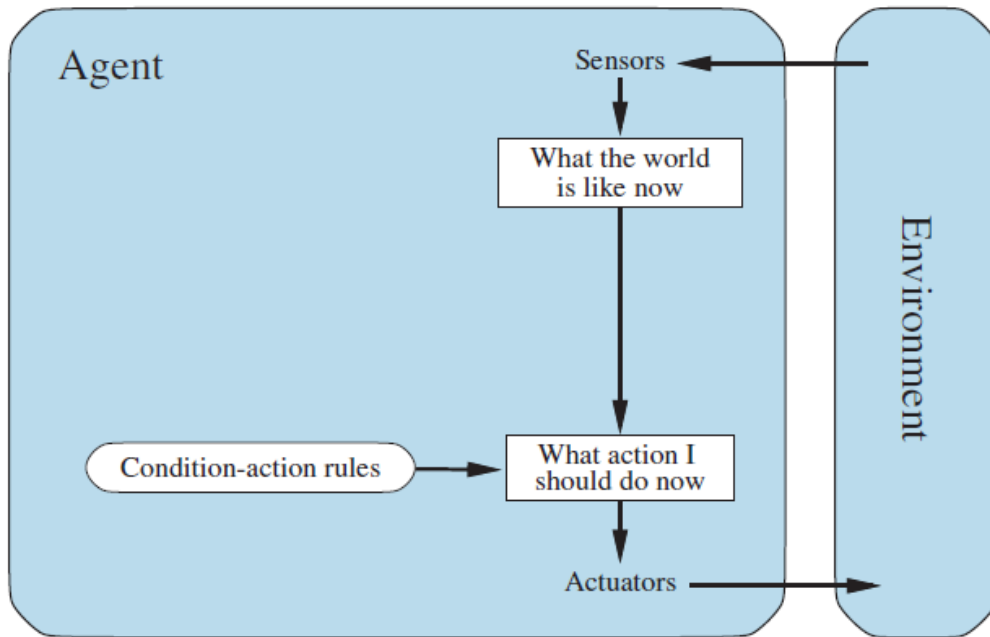 Agent
Sensors
What the world
is like now
Environment
Condition-action rules
What action I
should do now
Actuators